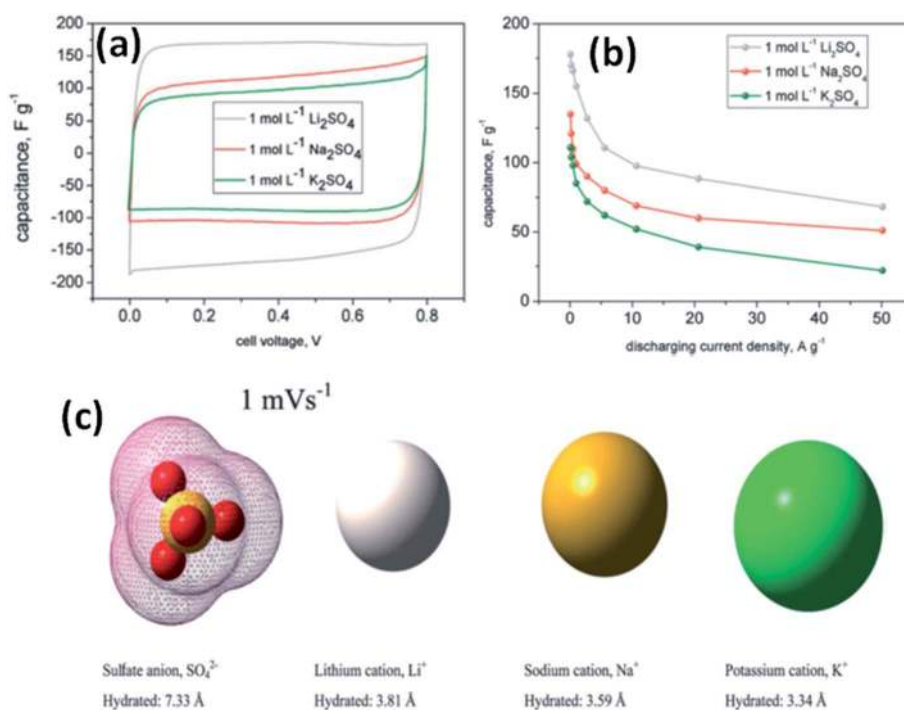 (a)
200
150
100
50
0
-50
-100
-150
-200
capacitance, F g⁻¹
1 mol L⁻¹ Li₂SO₄
1 mol L⁻¹ Na₂SO₄
1 mol L⁻¹ K₂SO₄
0.0 0.2 0.4 0.6 0.8
cell voltage, V
(b)
200
150
100
50
0
capacitance, F g⁻¹
1 mol L⁻¹ Li₂SO₄
1 mol L⁻¹ Na₂SO₄
1 mol L⁻¹ K₂SO₄
0 10 20 30 40 50
discharging current density, A g⁻¹
(c)
1 mVs⁻¹
Sulfate anion, SO₄²⁻
Hydrated: 7.33 Å
Lithium cation, Li⁺
Hydrated: 3.81 Å
Sodium cation, Na⁺
Hydrated: 3.59 Å
Potassium cation, K⁺
Hydrated: 3.34 Å